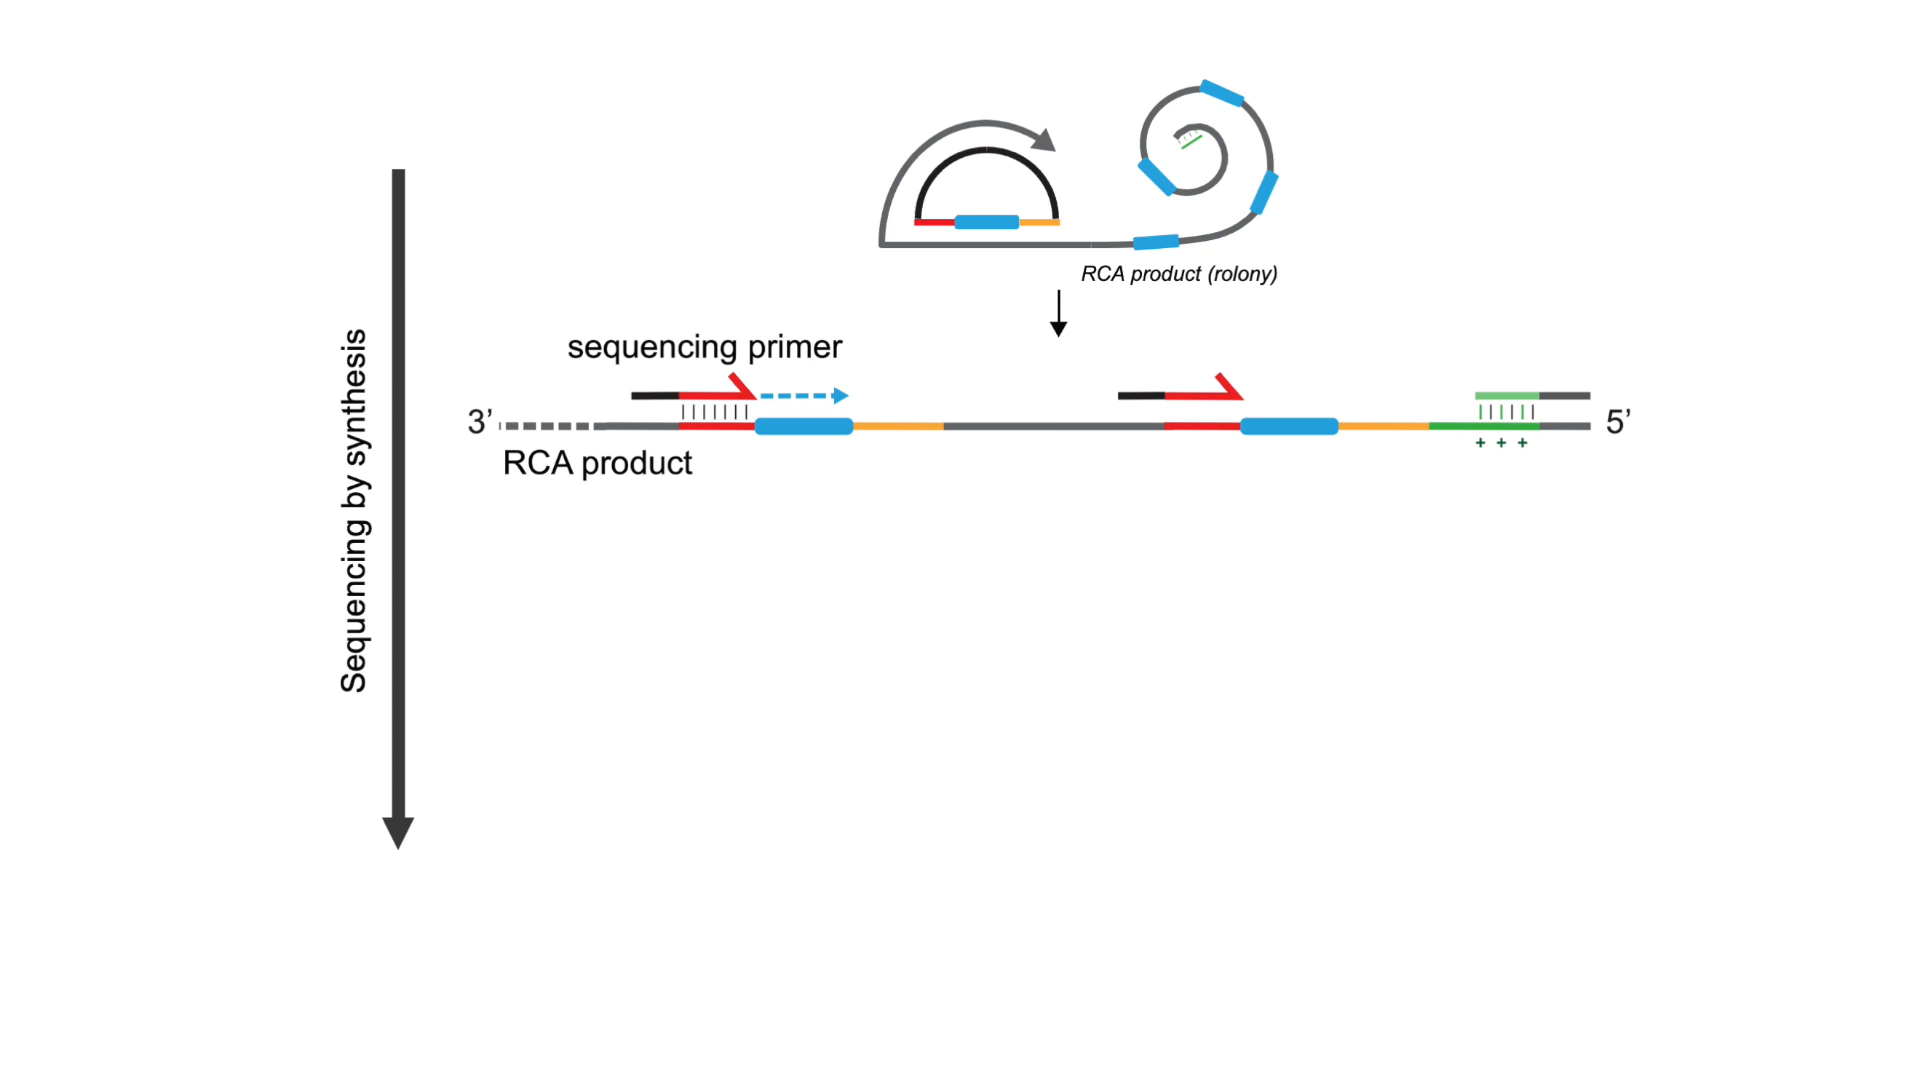 RCA product (rolony)
Sequencing by synthesis
sequencing primer
3’
5’
+ + +
RCA product